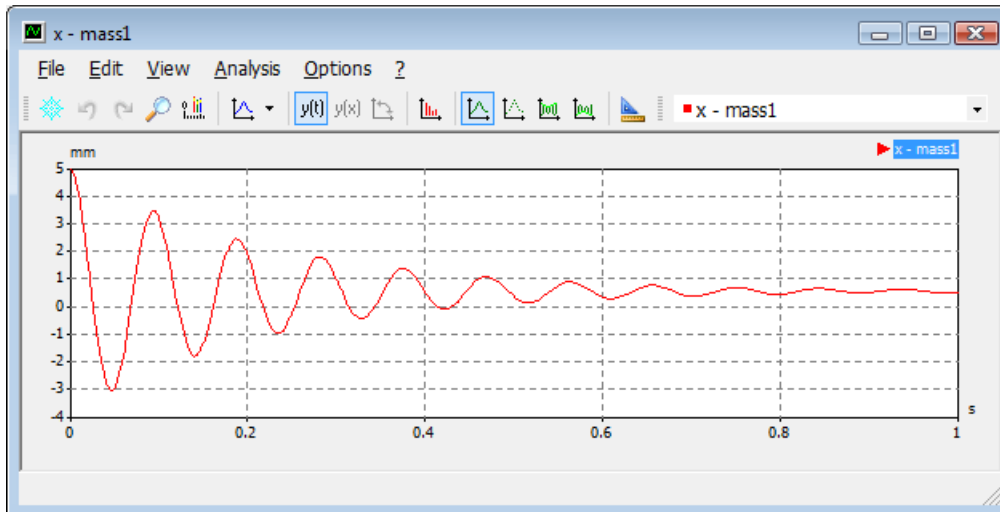 x - mass1
File Edit View Analysis Options ?
y(t) y(x) x - mass1
mm
x - mass1
5
4
3
2
1
0
-1
-2
-3
-4
s
0 0.2 0.4 0.6 0.8 1